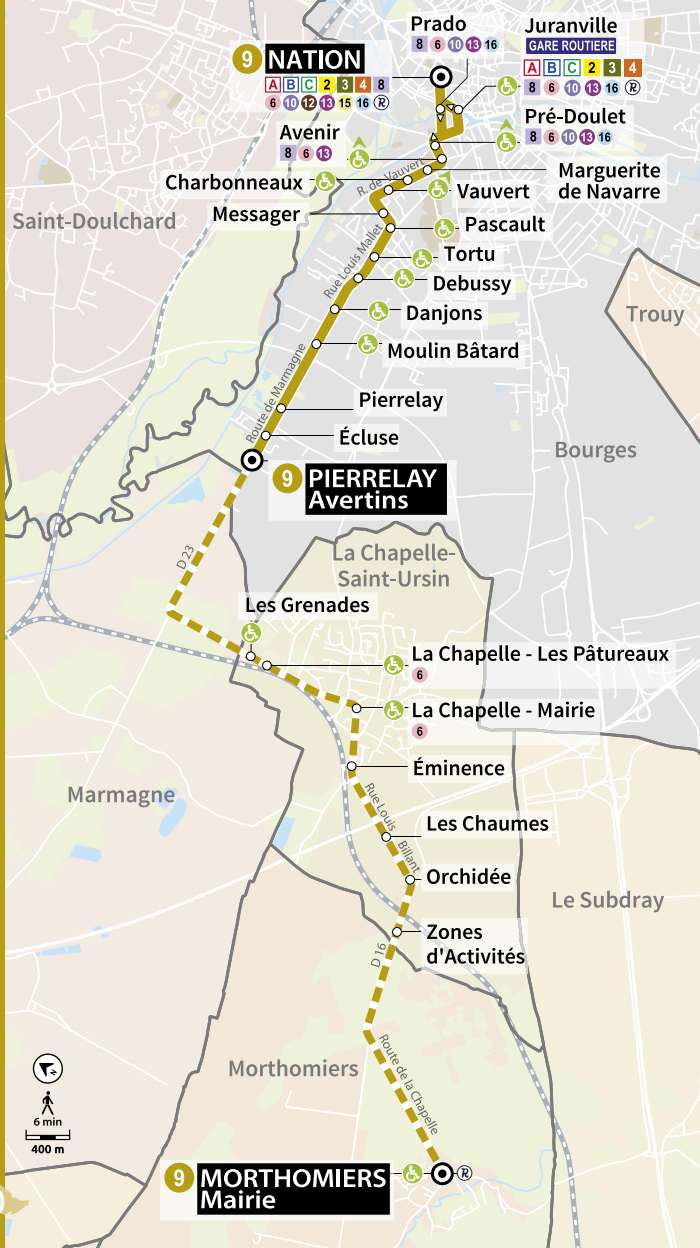 Prado
8 6 10 13 16
Juranville
GARE ROUTIERE
A B C 2 3 4
8 6 10 13 16 R
9 NATION
A B C 2 3 4 8
6 10 12 13 15 16 R
Pré-Doulet
8 6 10 13 16
Avenir
8 6 13
Marguerite
de Navarre
R. de Vauvert
Charbonneaux
Vauvert
Messager
Saint-Doulchard
Pascault
Rue Louis Mallet
Tortu
Debussy
Danjons
Trouy
Moulin Bâtard
Route de Marmagne
Pierrelay
Écluse
Bourges
9 PIERRELAY
Avertins
D 23
La Chapelle-
Saint-Ursin
Les Grenades
La Chapelle - Les Pâtureaux
6
La Chapelle - Mairie
6
Éminence
Marmagne
Rue Louis Billant
Les Chaumes
Orchidée
Le Subdray
Zones
d'Activités
D 16
Route de la Chapelle
Morthomiers
6 min
400 m
9 MORTHOMIERS
Mairie
R